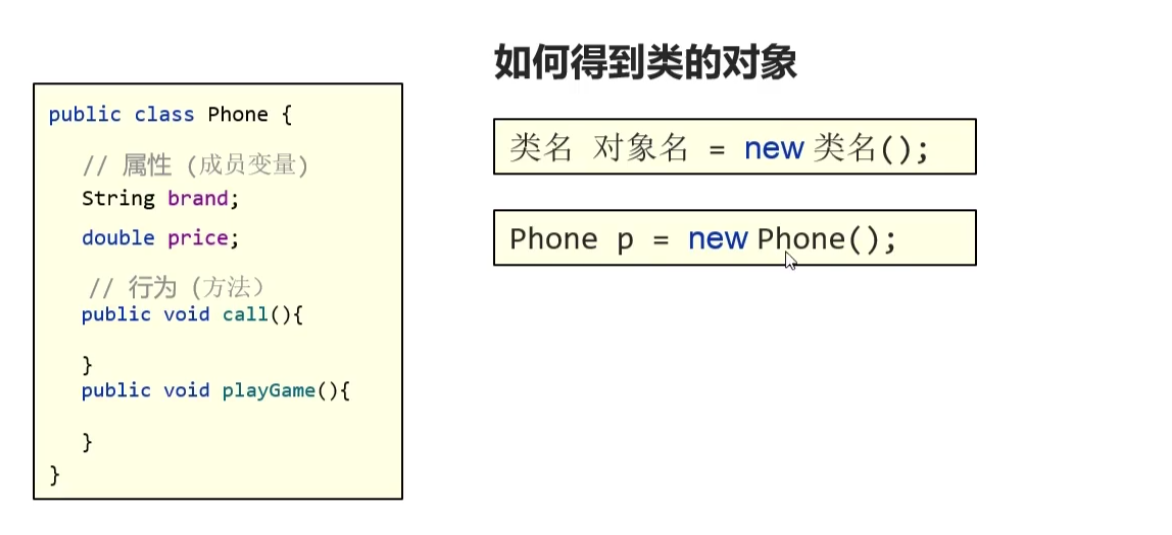 public class Phone {
// 属性 (成员变量)
String brand;
double price;
// 行为 (方法）
public void call(){
}
public void playGame(){
}
}
如何得到类的对象
类名 对象名 = new 类名();
Phone p = new Phone();